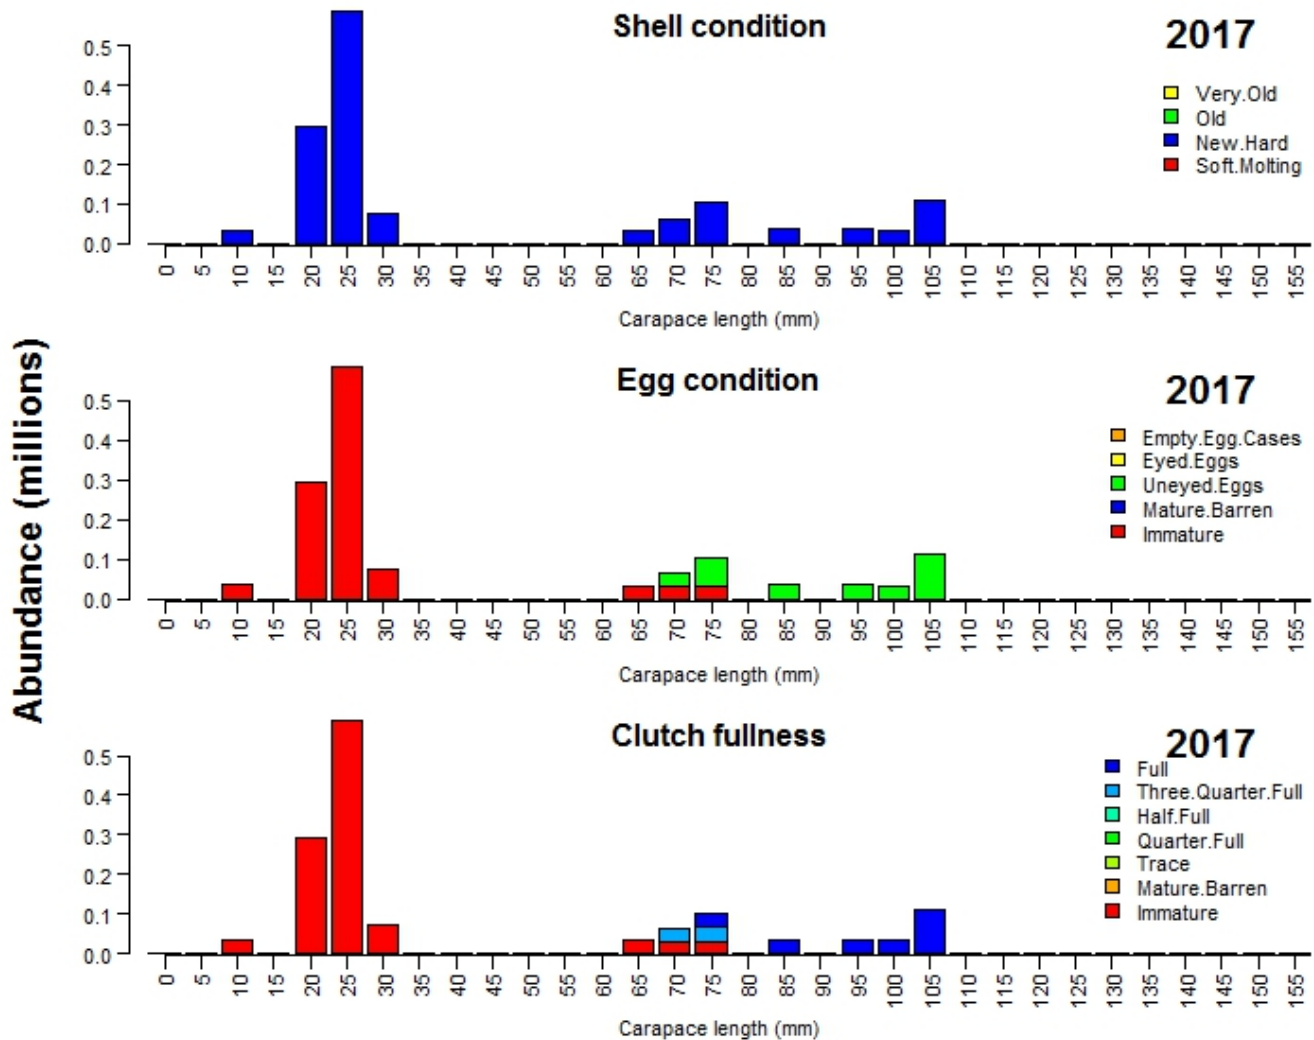 Shell condition
2017
Very.Old
Old
New.Hard
Soft.Molting
0.5
0.4
0.3
0.2
0.1
0.0
0 5 10 15 20 25 30 35 40 45 50 55 60 65 70 75 80 85 90 95 100 105 110 115 120 125 130 135 140 145 150 155
Carapace length (mm)
Abundance (millions)
Egg condition
2017
Empty.Egg.Cases
Eyed.Eggs
Uneyed.Eggs
Mature.Barren
Immature
0.5
0.4
0.3
0.2
0.1
0.0
0 5 10 15 20 25 30 35 40 45 50 55 60 65 70 75 80 85 90 95 100 105 110 115 120 125 130 135 140 145 150 155
Carapace length (mm)
Clutch fullness
2017
Full
Three.Quarter.Full
Half.Full
Quarter.Full
Trace
Mature.Barren
Immature
0.5
0.4
0.3
0.2
0.1
0.0
0 5 10 15 20 25 30 35 40 45 50 55 60 65 70 75 80 85 90 95 100 105 110 115 120 125 130 135 140 145 150 155
Carapace length (mm)